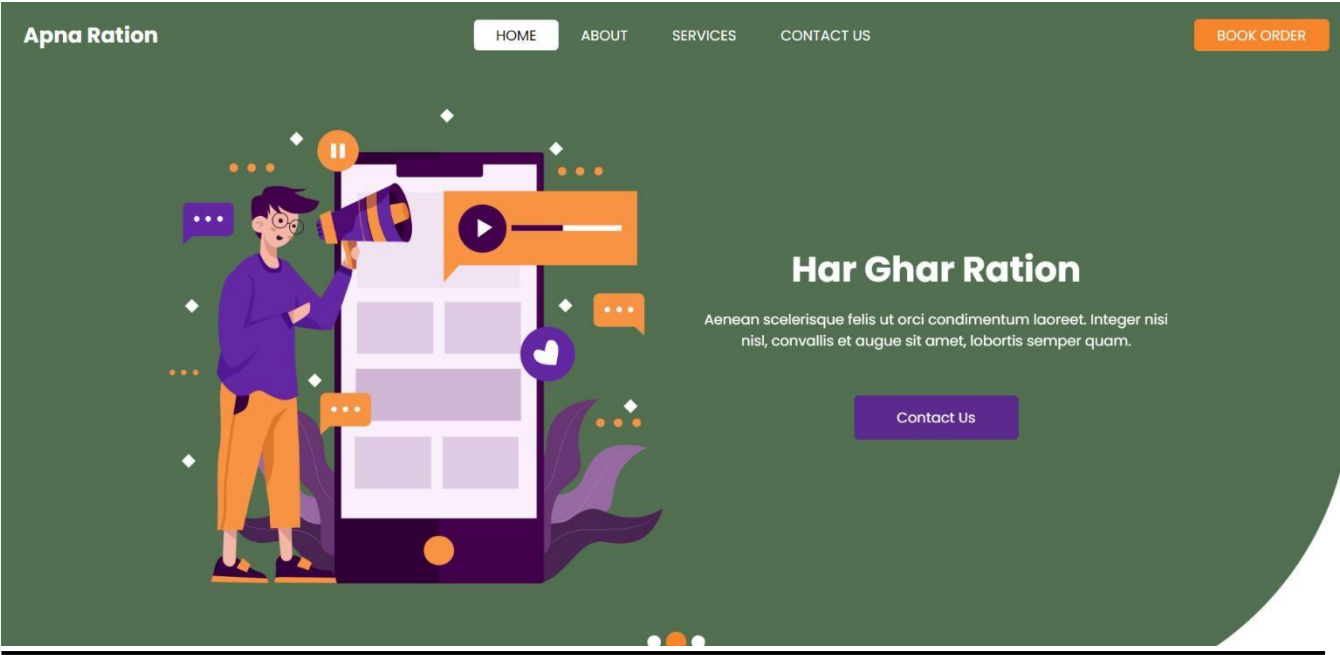 Apna Ration
HOME
ABOUT
SERVICES
CONTACT US
BOOK ORDER
Har Ghar Ration
Aenean scelerisque felis ut orci condimentum laoreet. Integer nisi
nisl, convallis et augue sit amet, lobortis semper quam.
Contact Us